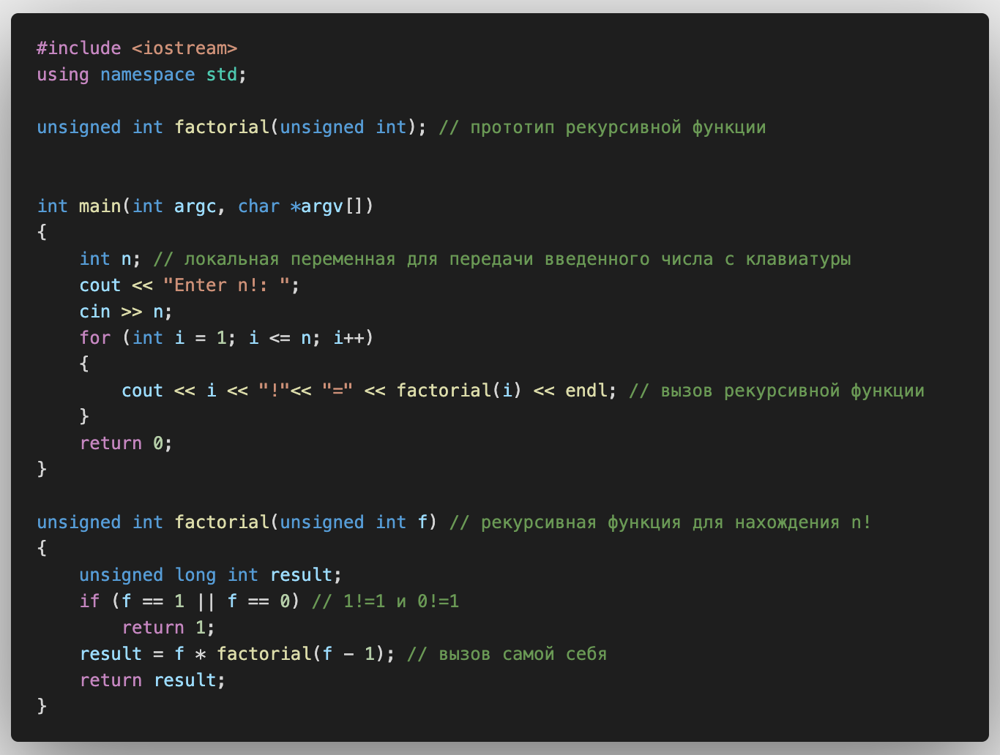 #include <iostream>
using namespace std;
unsigned int factorial(unsigned int); // прототип рекурсивной функции
int main(int argc, char *argv[])
{
    int n; // локальная переменная для передачи введенного числа с клавиатуры
    cout << "Enter n!: ";
    cin >> n;
    for (int i = 1; i <= n; i++)
    {
        cout << i << "!"<< "=" << factorial(i) << endl; // вызов рекурсивной функции
    }
    return 0;
}
unsigned int factorial(unsigned int f) // рекурсивная функция для нахождения n!
{
    unsigned long int result;
    if (f == 1 || f == 0) // 1!=1 и 0!=1
        return 1;
    result = f * factorial(f - 1); // вызов самой себя
    return result;
}